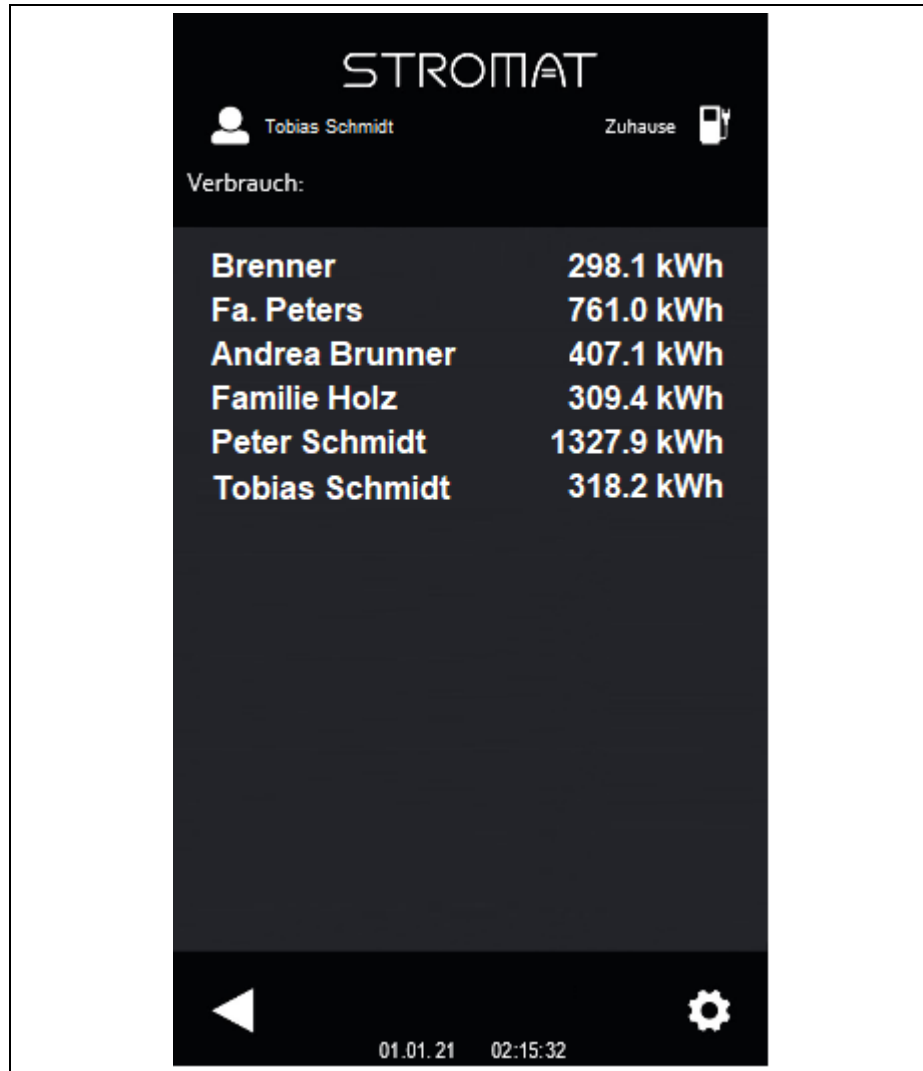 STROMAT
Tobias Schmidt Zuhause
Verbrauch:
Brenner 298.1 kWh
Fa. Peters 761.0 kWh
Andrea Brunner 407.1 kWh
Familie Holz 309.4 kWh
Peter Schmidt 1327.9 kWh
Tobias Schmidt 318.2 kWh
01.01.21 02:15:32